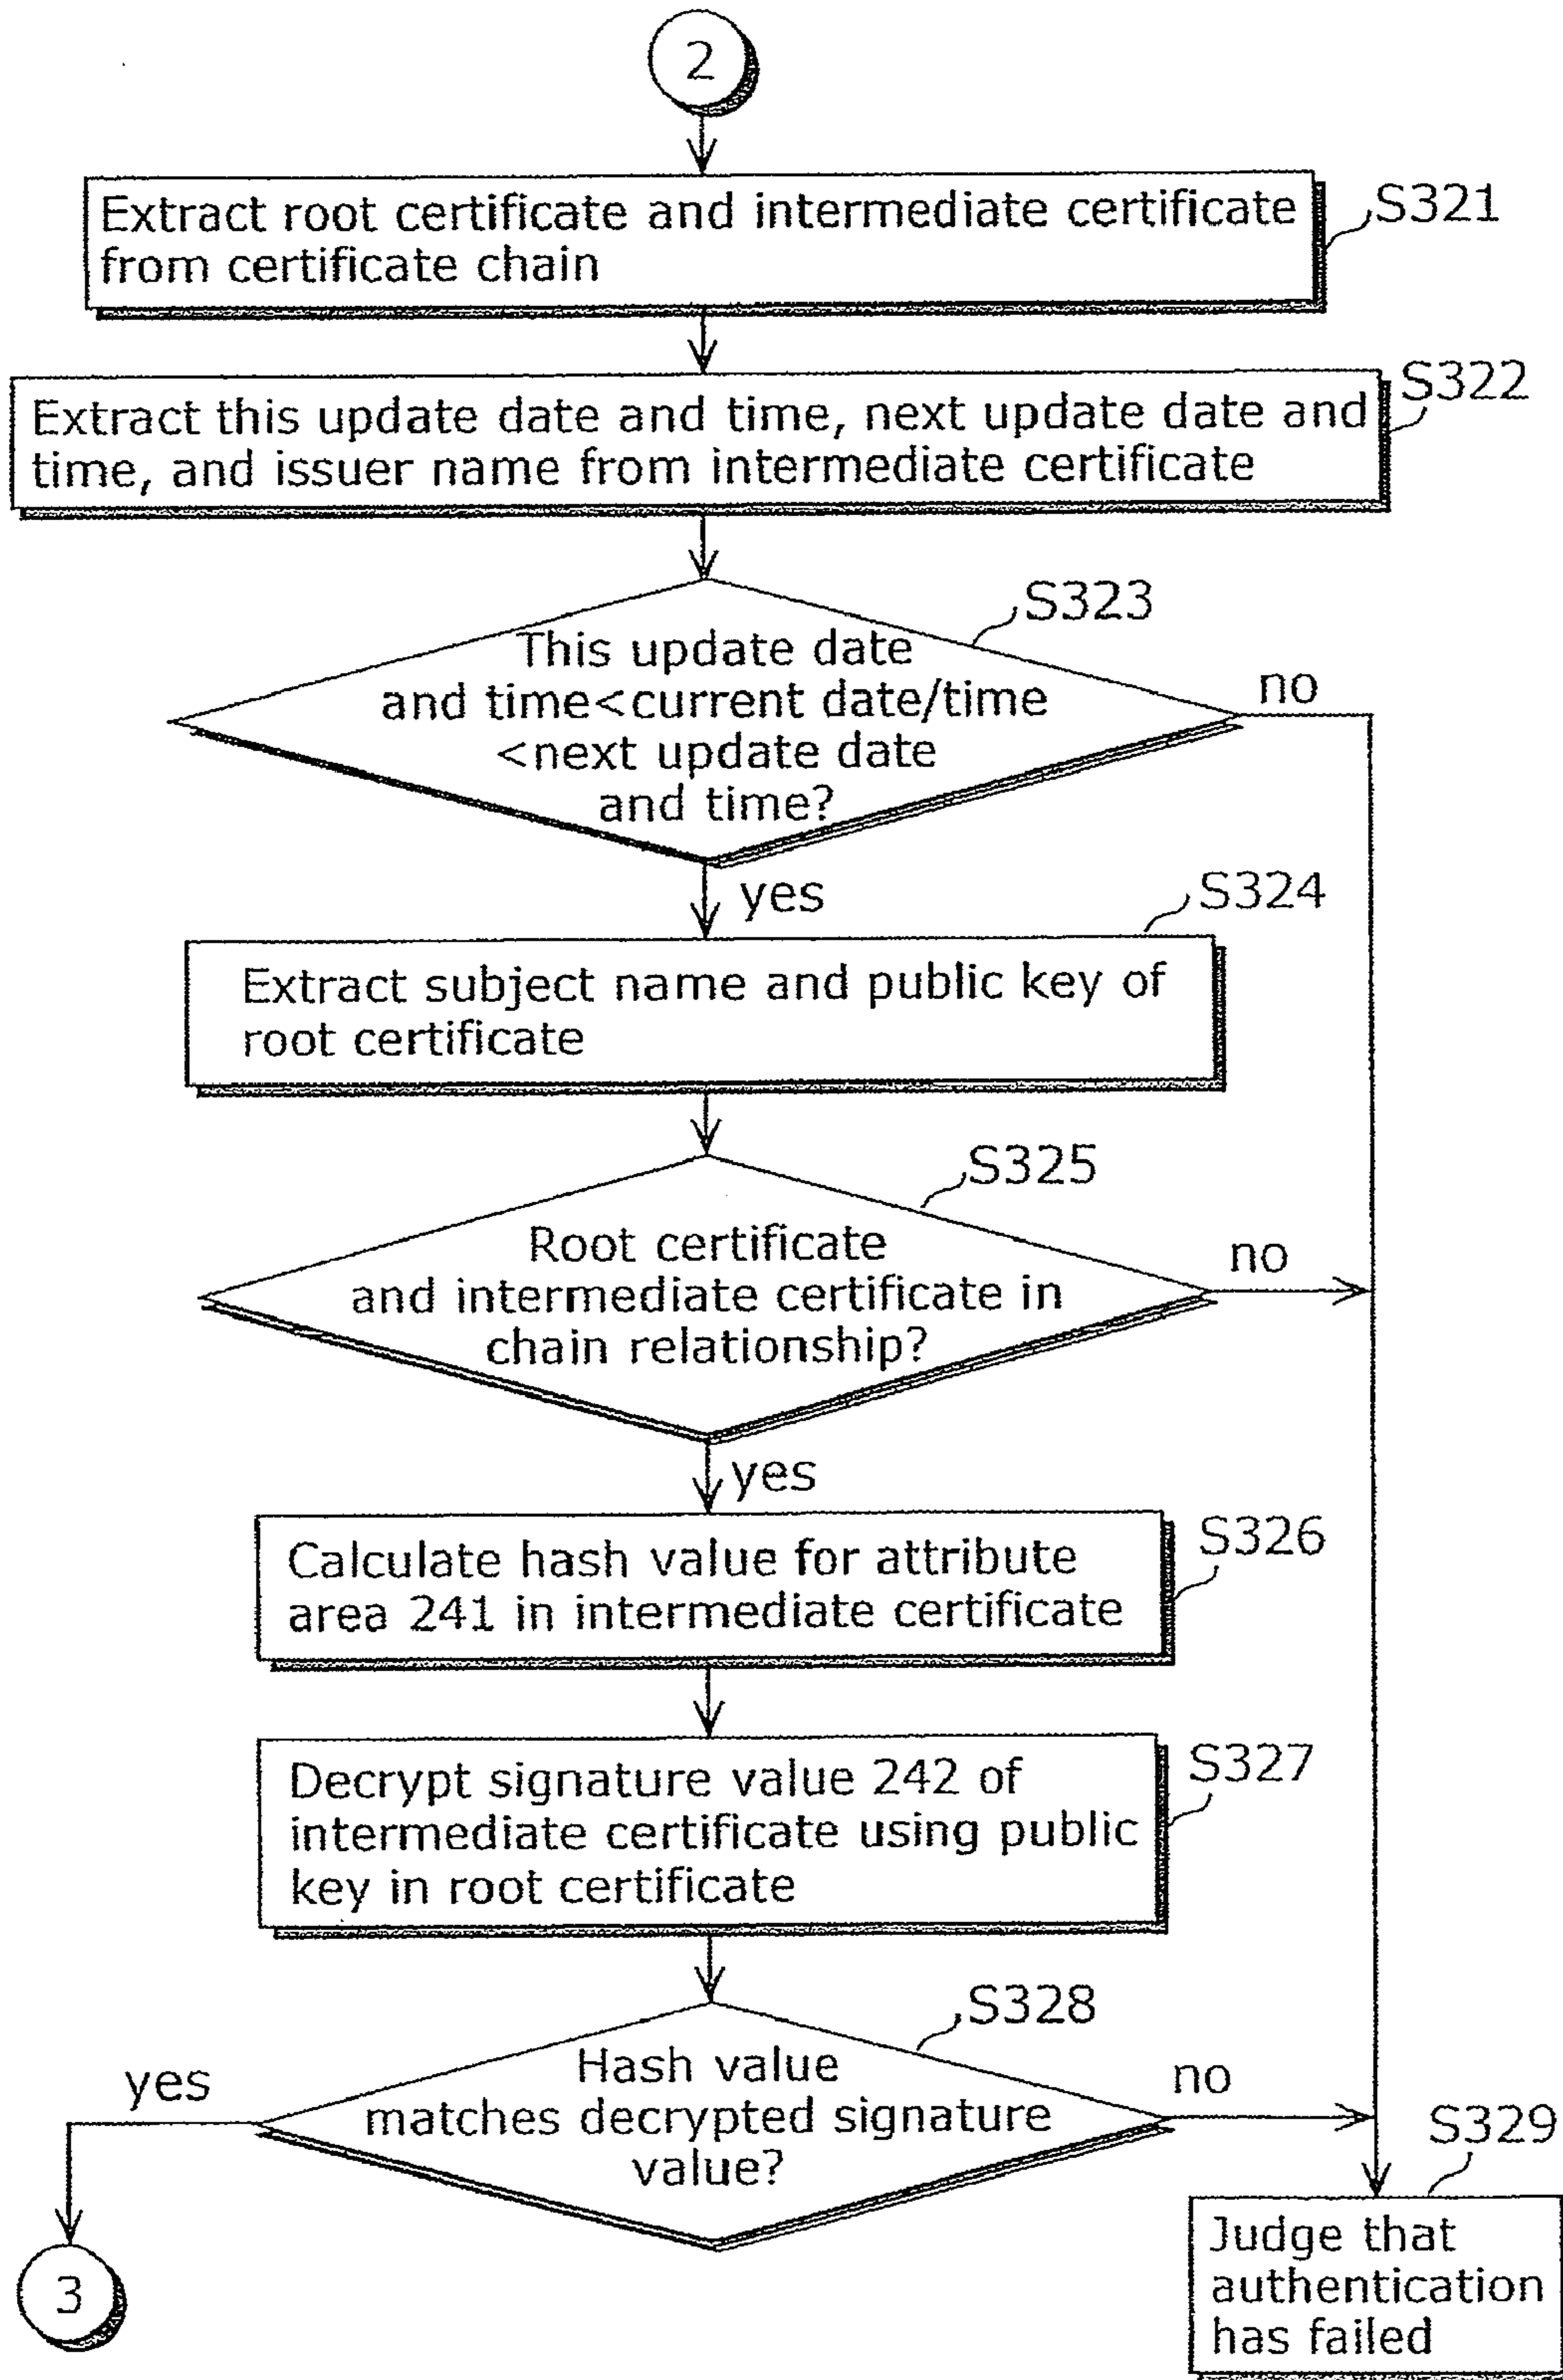 2
Extract root certificate and intermediate certificate
from certificate chain
S321
Extract this update date and time, next update date and
time, and issuer name from intermediate certificate
S322
This update date
and time<current date/time
<next update date
and time?
S323
no
yes
Extract subject name and public key of
root certificate
S324
Root certificate
and intermediate certificate in
chain relationship?
S325
no
yes
Calculate hash value for attribute
area 241 in intermediate certificate
S326
Decrypt signature value 242 of
intermediate certificate using public
key in root certificate
S327
Hash value
matches decrypted signature
value?
S328
yes
no
3
S329
Judge that
authentication
has failed